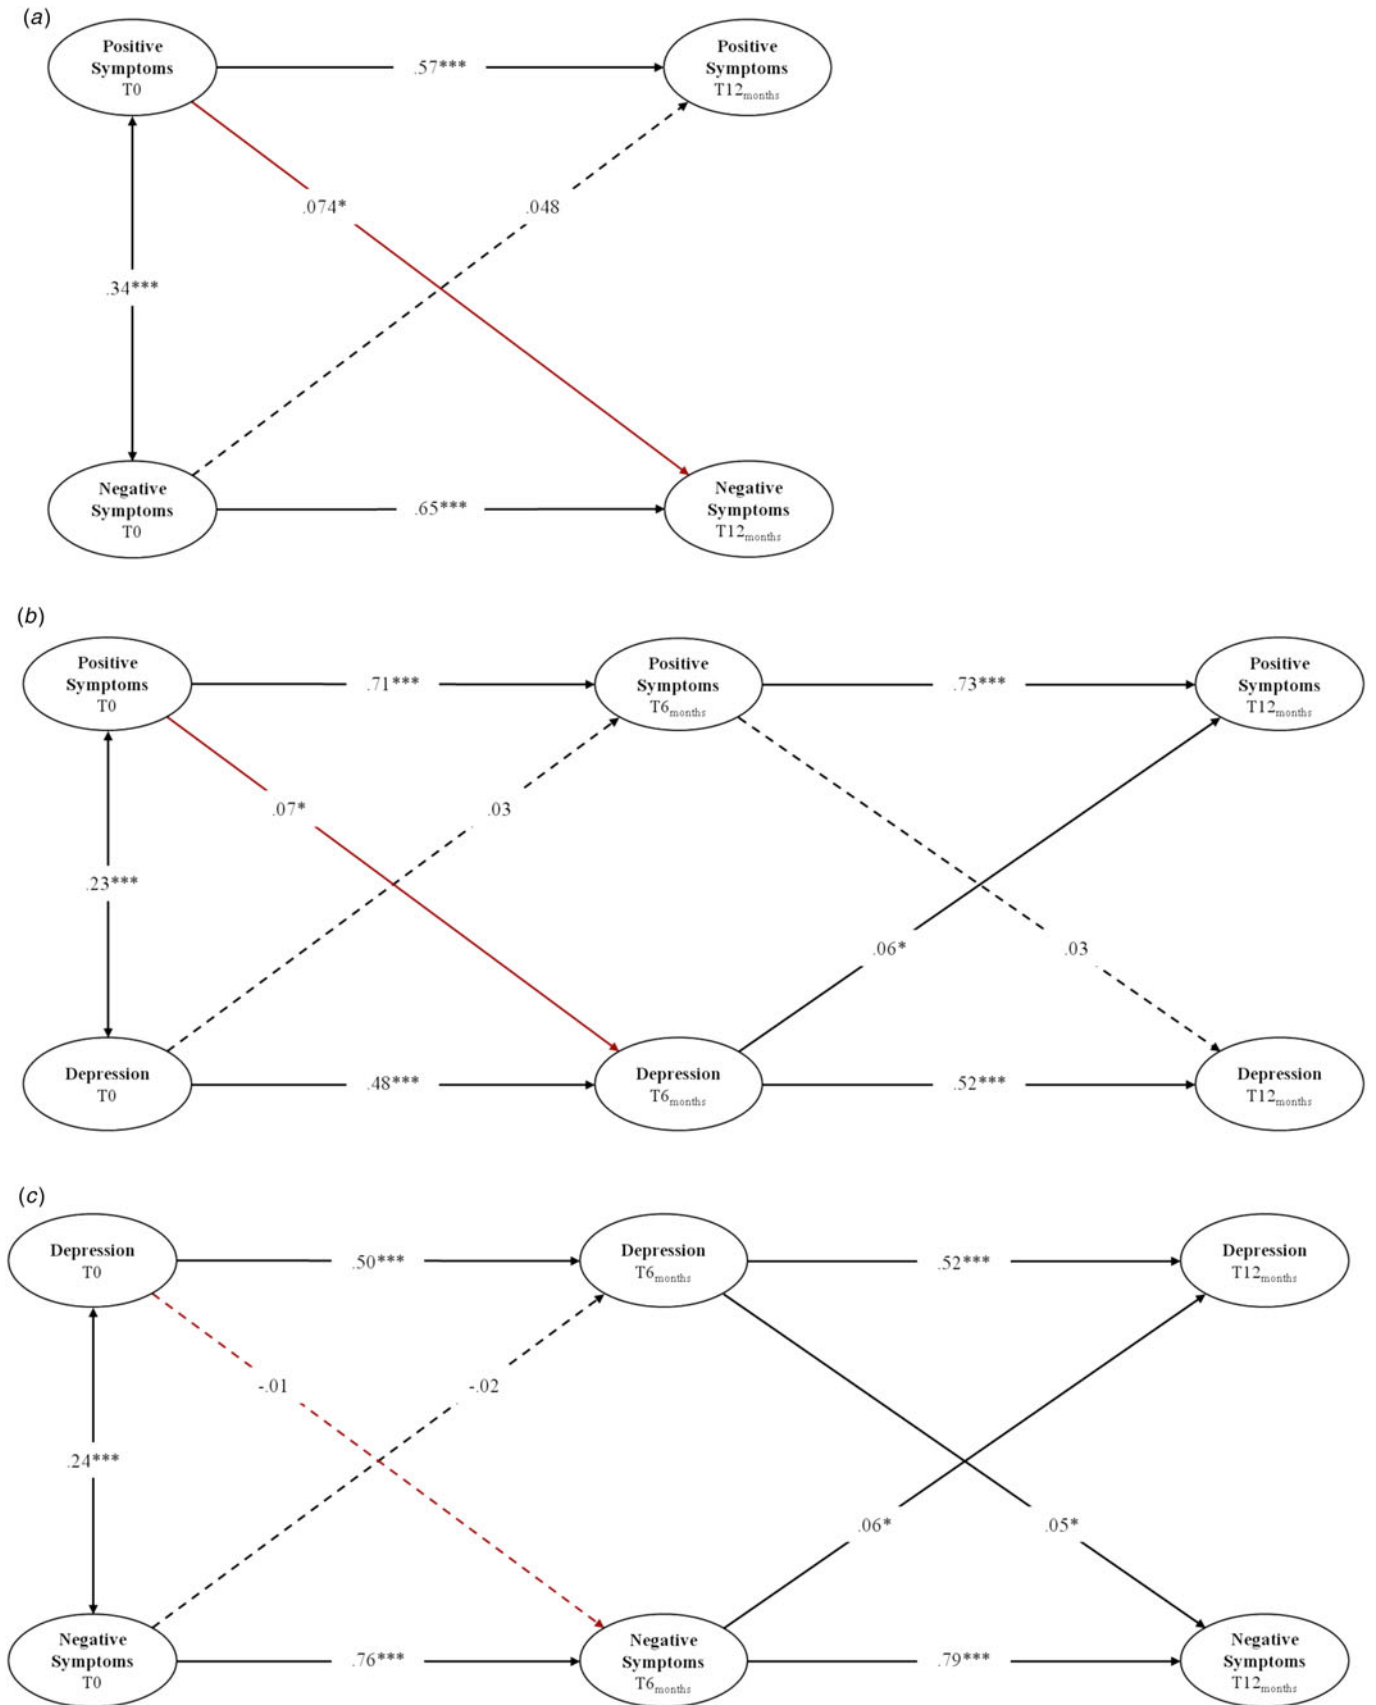 (a)
Positive
Symptoms
T0
.57***
Positive
Symptoms
T12months
.074*
.048
.34***
Negative
Symptoms
T0
.65***
Negative
Symptoms
T12months
(b)
Positive
Symptoms
T0
.71***
Positive
Symptoms
T6months
.73***
Positive
Symptoms
T12months
.07*
.03
.23***
.06*
.03
Depression
T0
.48***
Depression
T6months
.52***
Depression
T12months
(c)
Depression
T0
.50***
Depression
T6months
.52***
Depression
T12months
-.01
-.02
.24***
.06*
.05*
Negative
Symptoms
T0
.76***
Negative
Symptoms
T6months
.79***
Negative
Symptoms
T12months